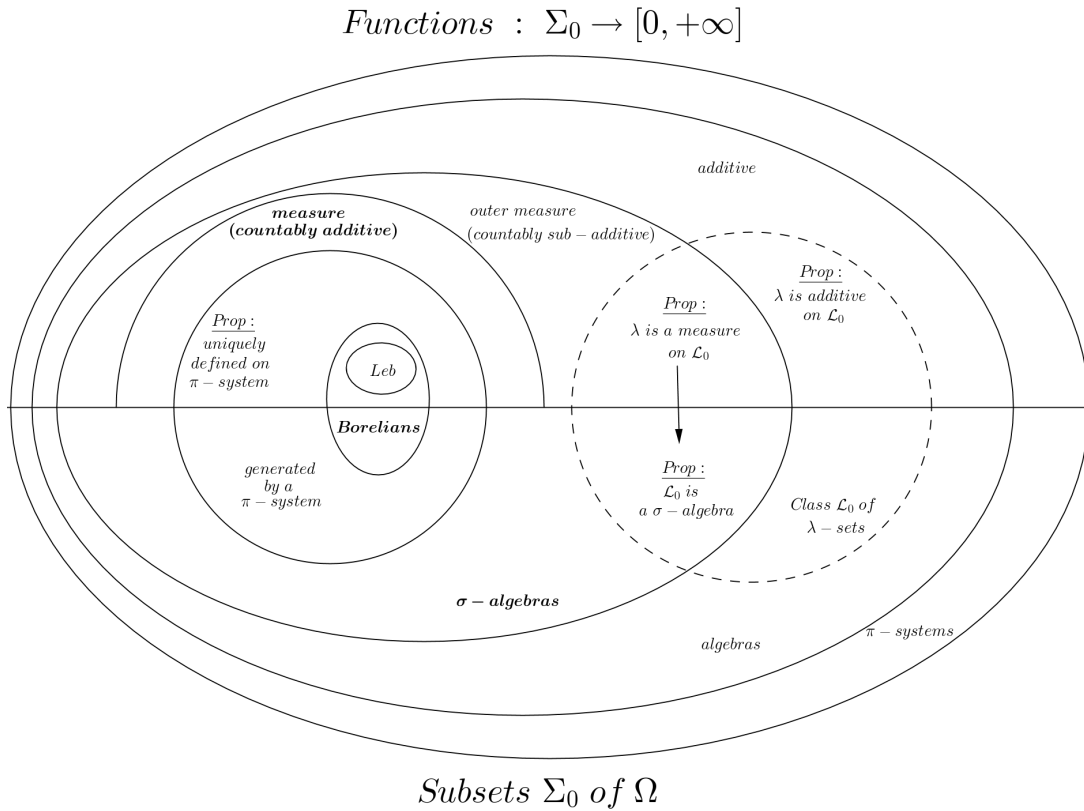 Functions : Σ₀ → [0, +∞]
additive
measure
(countably additive)
outer measure
(countably sub − additive)
Prop :
λ is additive
on ℒ₀
Prop :
λ is a measure
on ℒ₀
Prop :
uniquely
defined on
π − system
Leb
Borelians
generated
by a
π − system
Prop :
ℒ₀ is
a σ − algebra
Class ℒ₀ of
λ − sets
σ − algebras
π − systems
algebras
Subsets Σ₀ of Ω